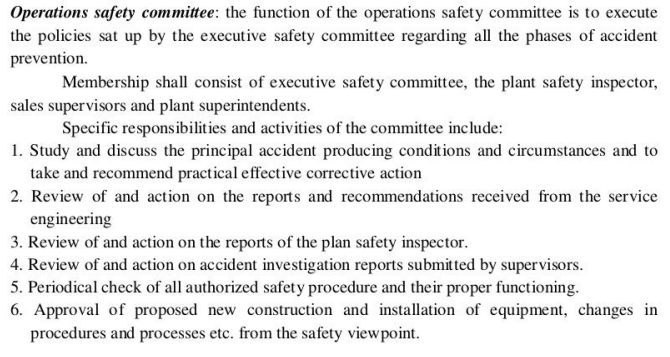 Operations safety committee: the function of the operations safety committee is to execute
the policies sat up by the executive safety committee regarding all the phases of accident
prevention.
Membership shall consist of executive safety committee, the plant safety inspector,
sales supervisors and plant superintendents.
Specific responsibilities and activities of the committee include:
1. Study and discuss the principal accident producing conditions and circumstances and to
take and recommend practical effective corrective action
2. Review of and action on the reports and recommendations received from the service
engineering
3. Review of and action on the reports of the plan safety inspector.
4. Review of and action on accident investigation reports submitted by supervisors.
5. Periodical check of all authorized safety procedure and their proper functioning.
6. Approval of proposed new construction and installation of equipment, changes in
procedures and processes etc. from the safety viewpoint.